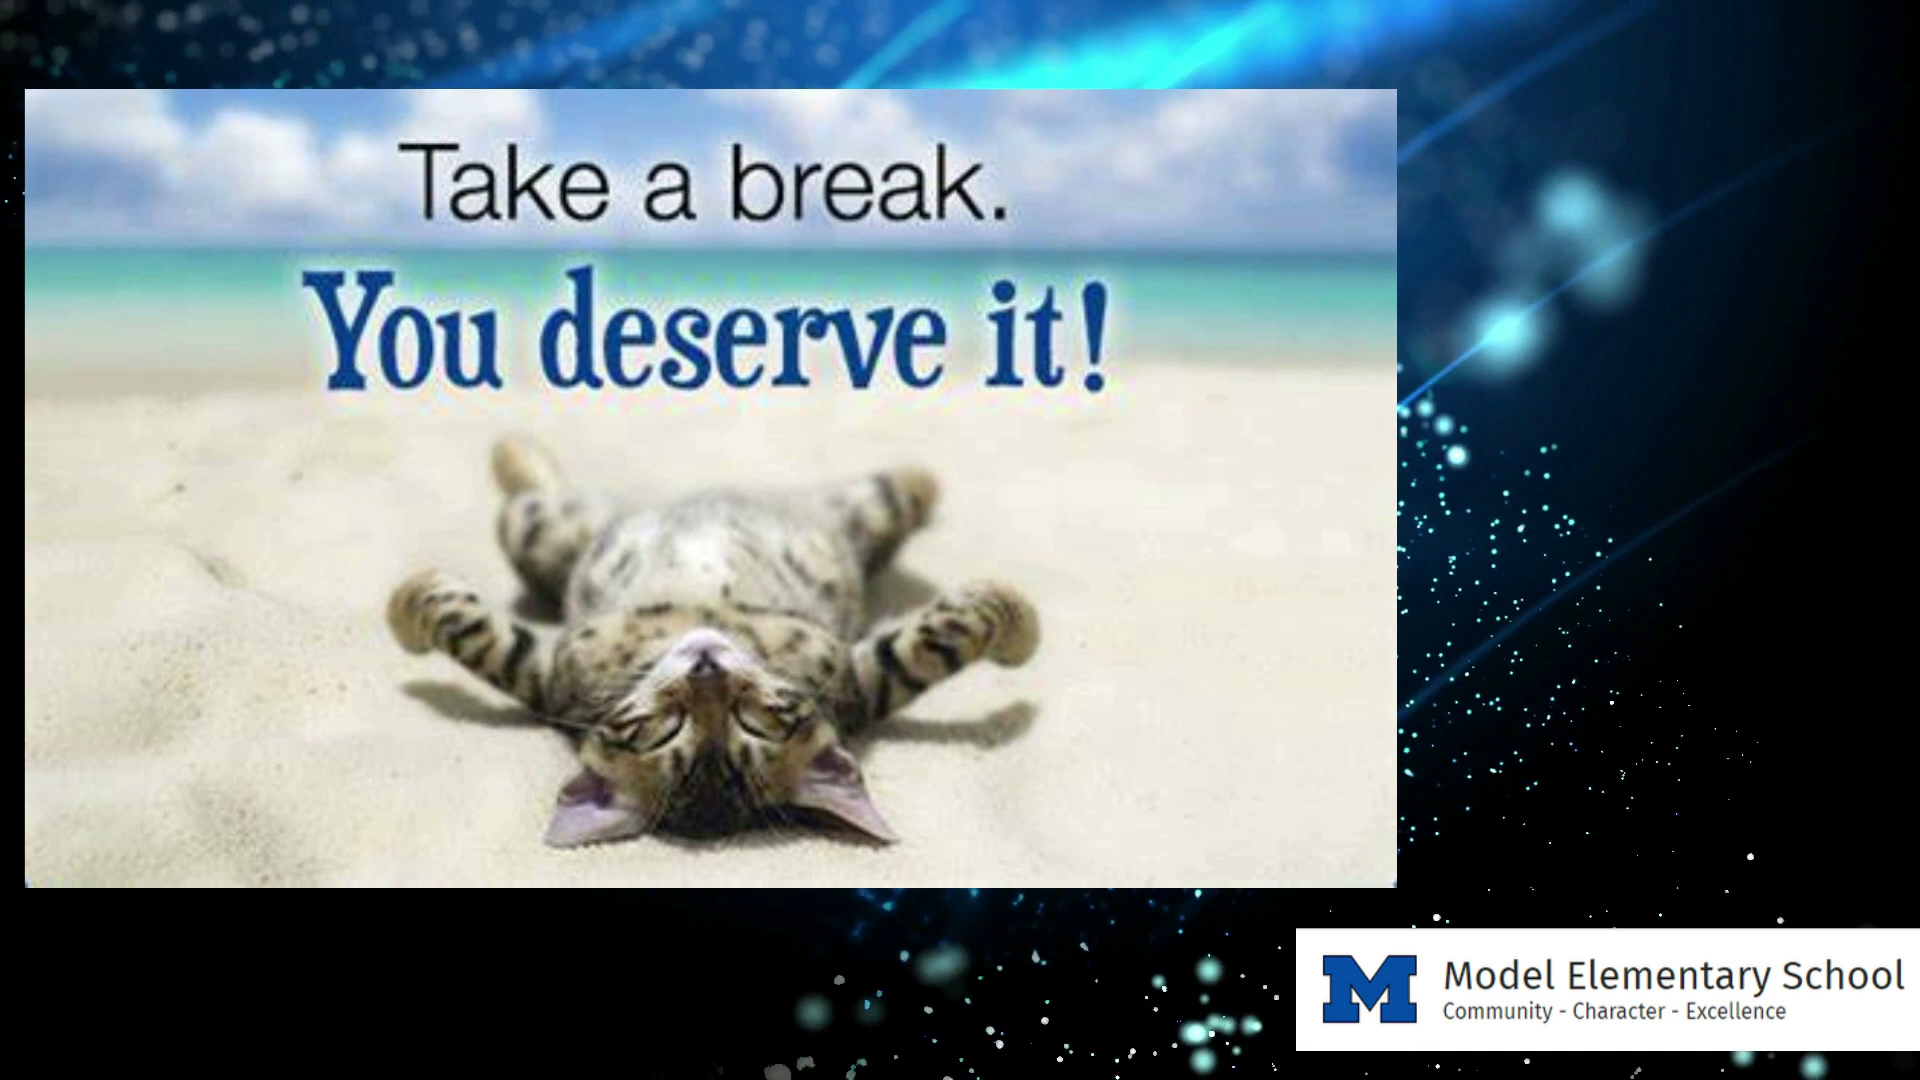 Take a break.
You deserve it!
M Model Elementary School
Community - Character - Excellence